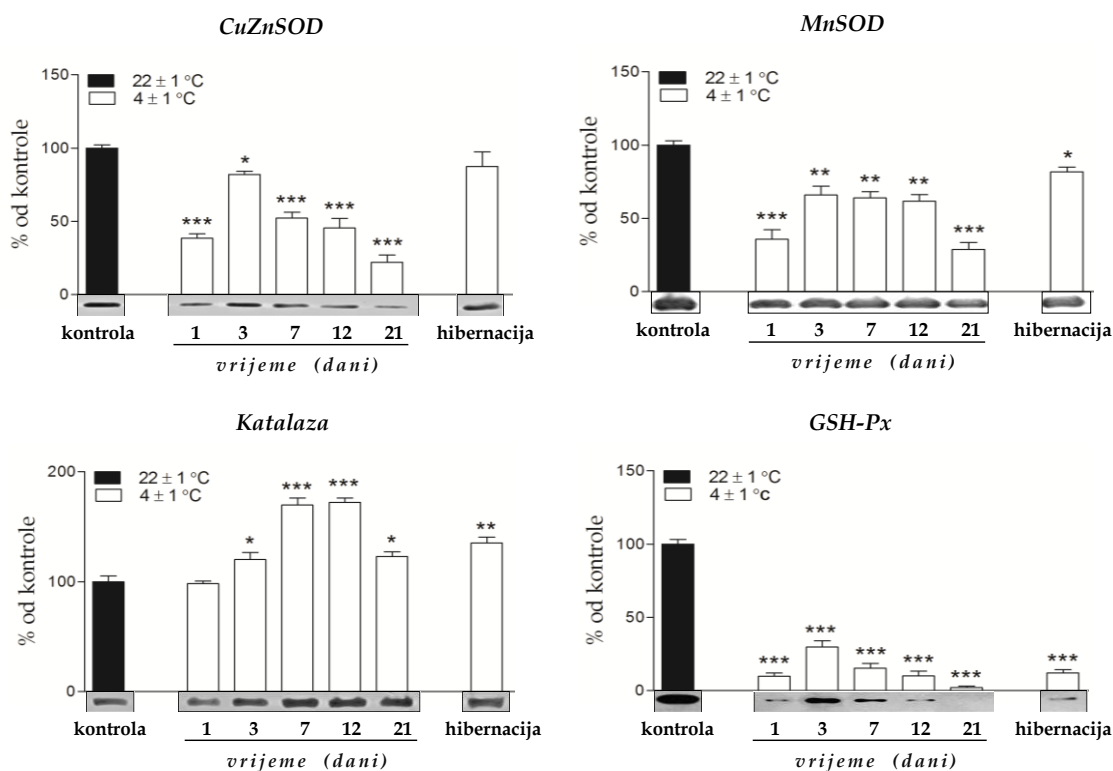 CuZnSOD
% od kontrole
150
100
50
0
22 ± 1 °C
4 ± 1 °C
***
*
***
***
***
kontrola
1 3 7 12 21
hibernacija
vrijeme (dani)
MnSOD
% od kontrole
150
100
50
0
22 ± 1 °C
4 ± 1 °C
***
**
**
**
***
*
kontrola
1 3 7 12 21
hibernacija
vrijeme (dani)
Katalaza
% od kontrole
200
100
0
22 ± 1 °C
4 ± 1 °C
*
***
***
*
**
kontrola
1 3 7 12 21
hibernacija
vrijeme (dani)
GSH-Px
% od kontrole
150
100
50
0
22 ± 1 °C
4 ± 1 °c
***
***
***
***
***
***
kontrola
1 3 7 12 21
hibernacija
vrijeme (dani)